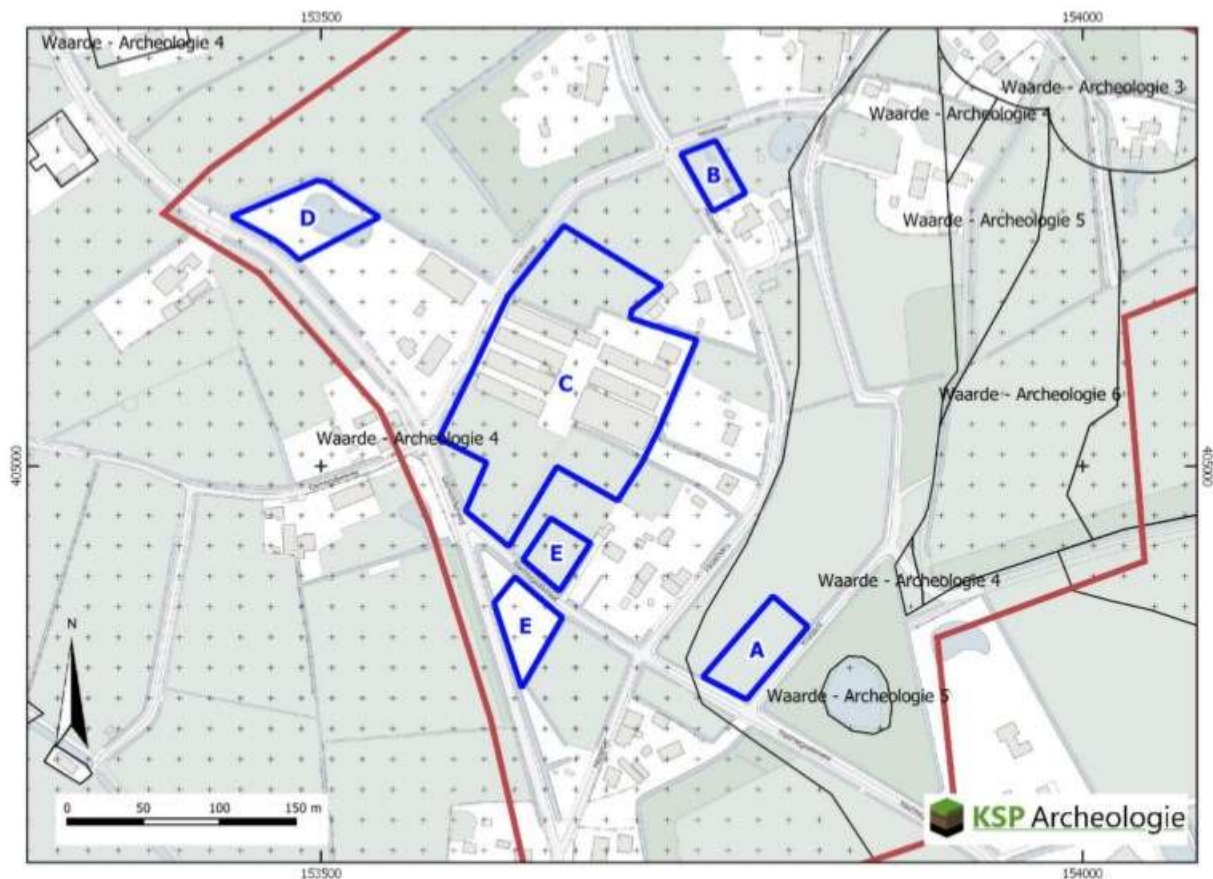 153500
154000
Waarde - Archeologie 4
Waarde - Archeologie 3
Waarde - Archeologie 4
B
D
Waarde - Archeologie 5
C
Waarde - Archeologie 6
Waarde - Archeologie 4
405000
405000
E
Waarde - Archeologie 4
E
A
N
Waarde - Archeologie 5
0 50 100 150 m
KSP Archeologie
153500
154000